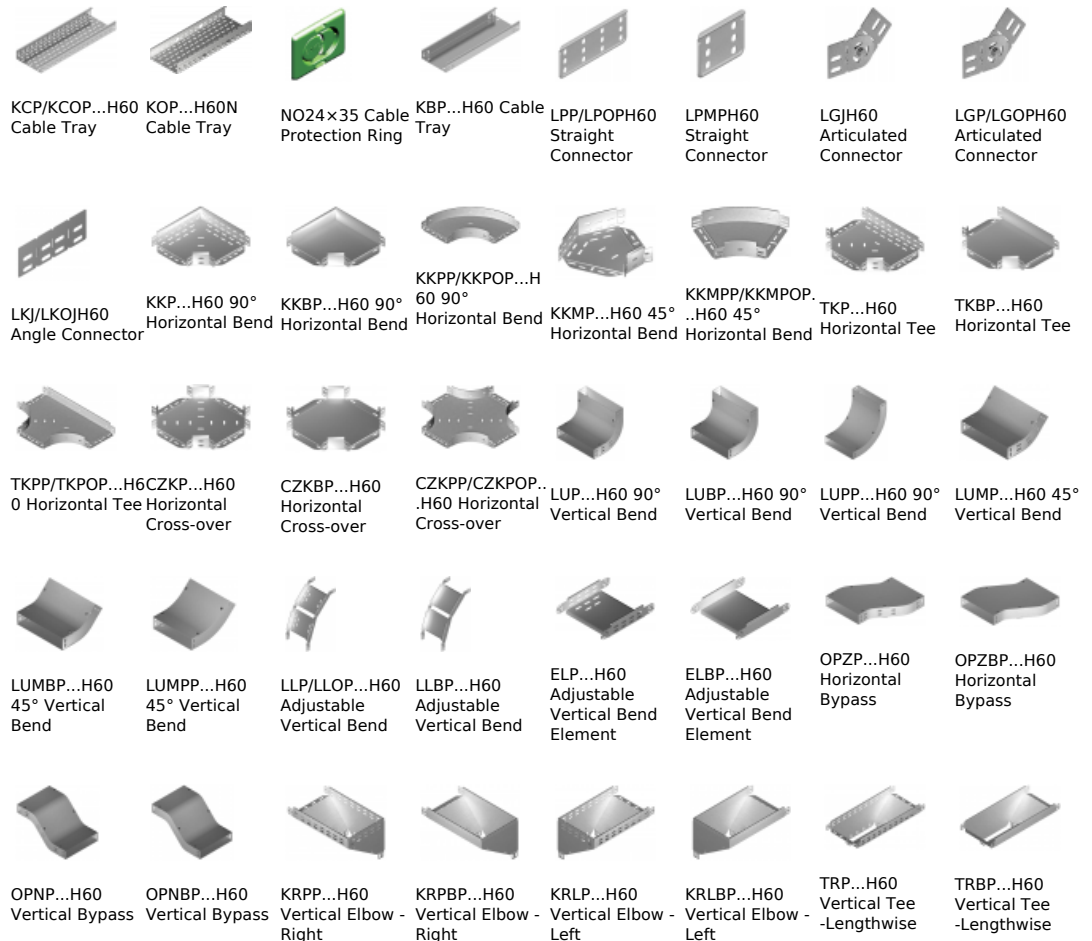 KCP/KCOP...H60
Cable Tray
KOP...H60N
Cable Tray
NO24×35 Cable
Protection Ring
KBP...H60 Cable
Tray
LPP/LPOPH60
Straight
Connector
LPMPH60
Straight
Connector
LGJH60
Articulated
Connector
LGP/LGOPH60
Articulated
Connector
LKJ/LKOJH60
Angle Connector
KKP...H60 90°
Horizontal Bend
KKBP...H60 90°
Horizontal Bend
KKPP/KKPOP...H
60 90°
Horizontal Bend
KKMP...H60 45°
Horizontal Bend
KKMPP/KKMPOP.
..H60 45°
Horizontal Bend
TKP...H60
Horizontal Tee
TKBP...H60
Horizontal Tee
TKPP/TKPOP...H6
0 Horizontal Tee
CZKP...H60
Horizontal
Cross-over
CZKBP...H60
Horizontal
Cross-over
CZKPP/CZKPOP..
.H60 Horizontal
Cross-over
LUP...H60 90°
Vertical Bend
LUBP...H60 90°
Vertical Bend
LUPP...H60 90°
Vertical Bend
LUMP...H60 45°
Vertical Bend
LUMBP...H60
45° Vertical
Bend
LUMPP...H60
45° Vertical
Bend
LLP/LLOP...H60
Adjustable
Vertical Bend
LLBP...H60
Adjustable
Vertical Bend
ELP...H60
Adjustable
Vertical Bend
Element
ELBP...H60
Adjustable
Vertical Bend
Element
OPZP...H60
Horizontal
Bypass
OPZBP...H60
Horizontal
Bypass
OPNP...H60
Vertical Bypass
OPNBP...H60
Vertical Bypass
KRPP...H60
Vertical Elbow -
Right
KRPBP...H60
Vertical Elbow -
Right
KRLP...H60
Vertical Elbow -
Left
KRLBP...H60
Vertical Elbow -
Left
TRP...H60
Vertical Tee
-Lengthwise
TRBP...H60
Vertical Tee
-Lengthwise